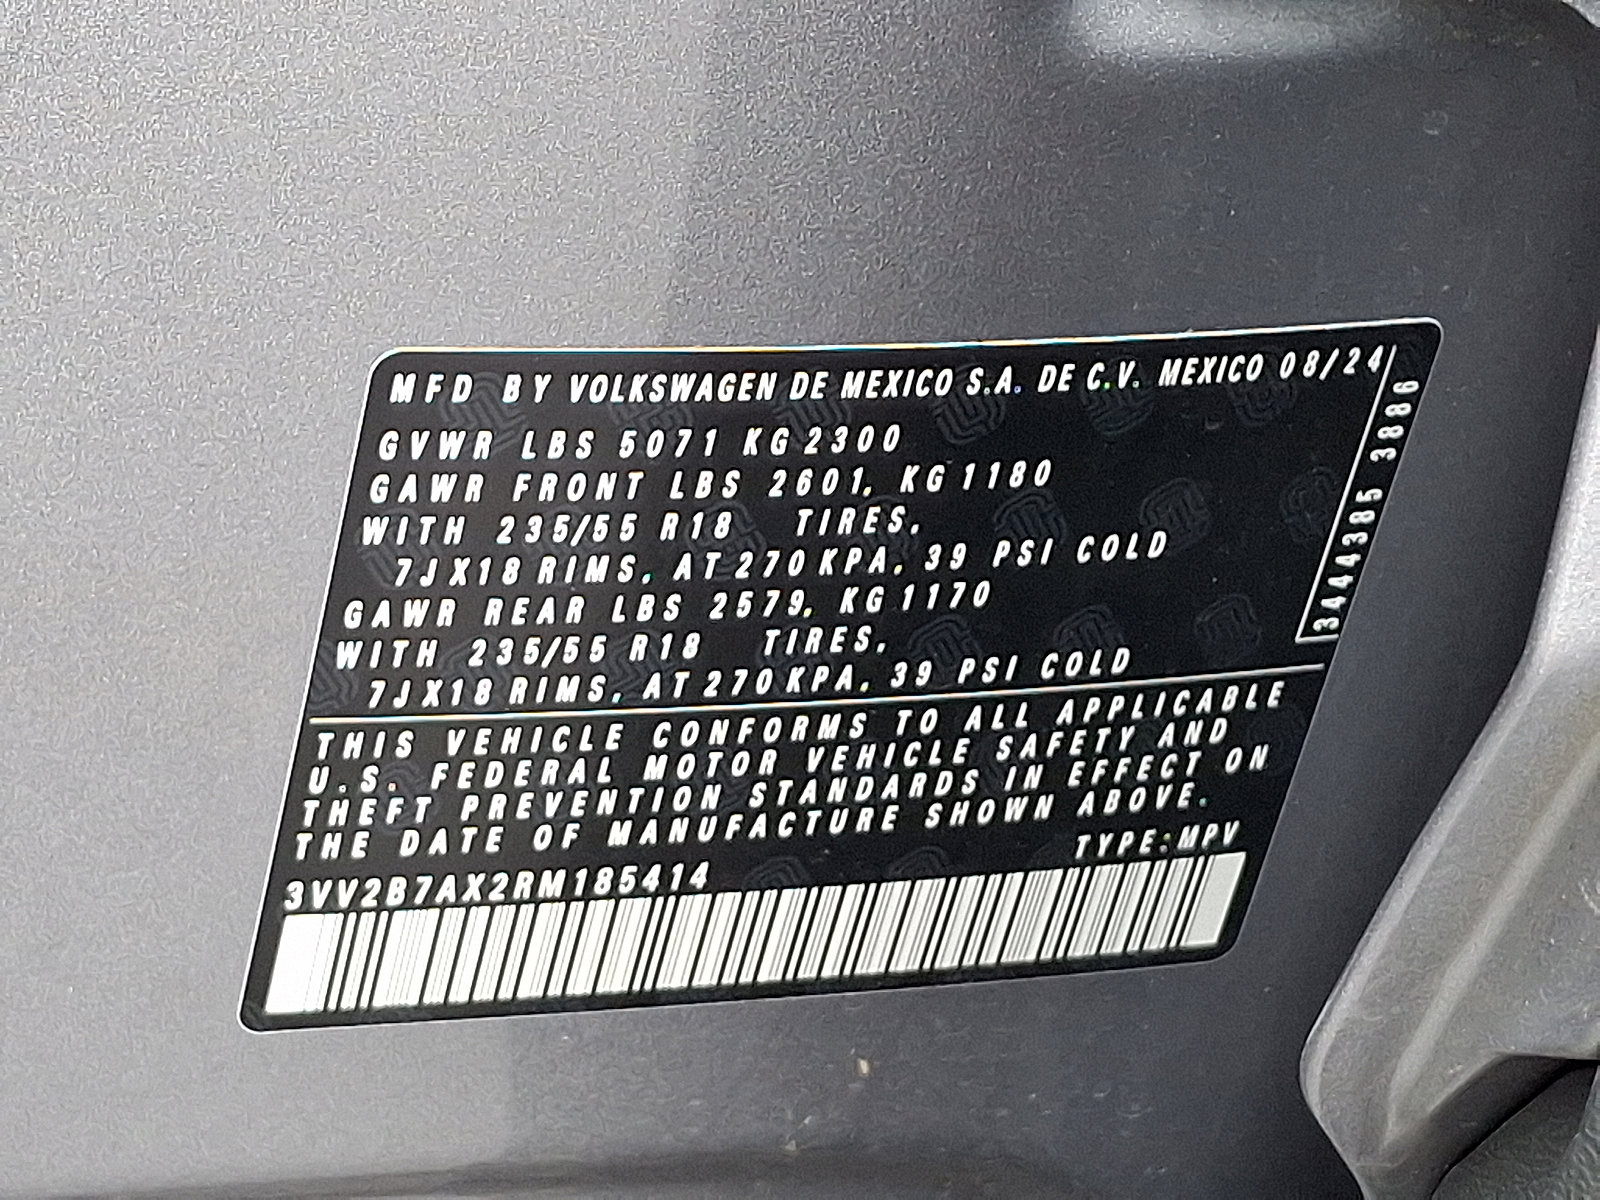 MFD BY VOLKSWAGEN DE MEXICO S.A. DE C.V. MEXICO 08/24
GVWR LBS 5071 KG 2300
GAWR FRONT LBS 2601, KG 1180
WITH 235/55 R18 TIRES,
7JX18 RIMS, AT 270 KPA, 39 PSI COLD
GAWR REAR LBS 2579, KG 1170
WITH 235/55 R18 TIRES,
7JX18 RIMS, AT 270 KPA, 39 PSI COLD
3444385 3886
THIS VEHICLE CONFORMS TO ALL APPLICABLE
U.S. FEDERAL MOTOR VEHICLE SAFETY AND
THEFT PREVENTION STANDARDS IN EFFECT ON
THE DATE OF MANUFACTURE SHOWN ABOVE.
TYPE: MPV
3VV2B7AX2RM185414